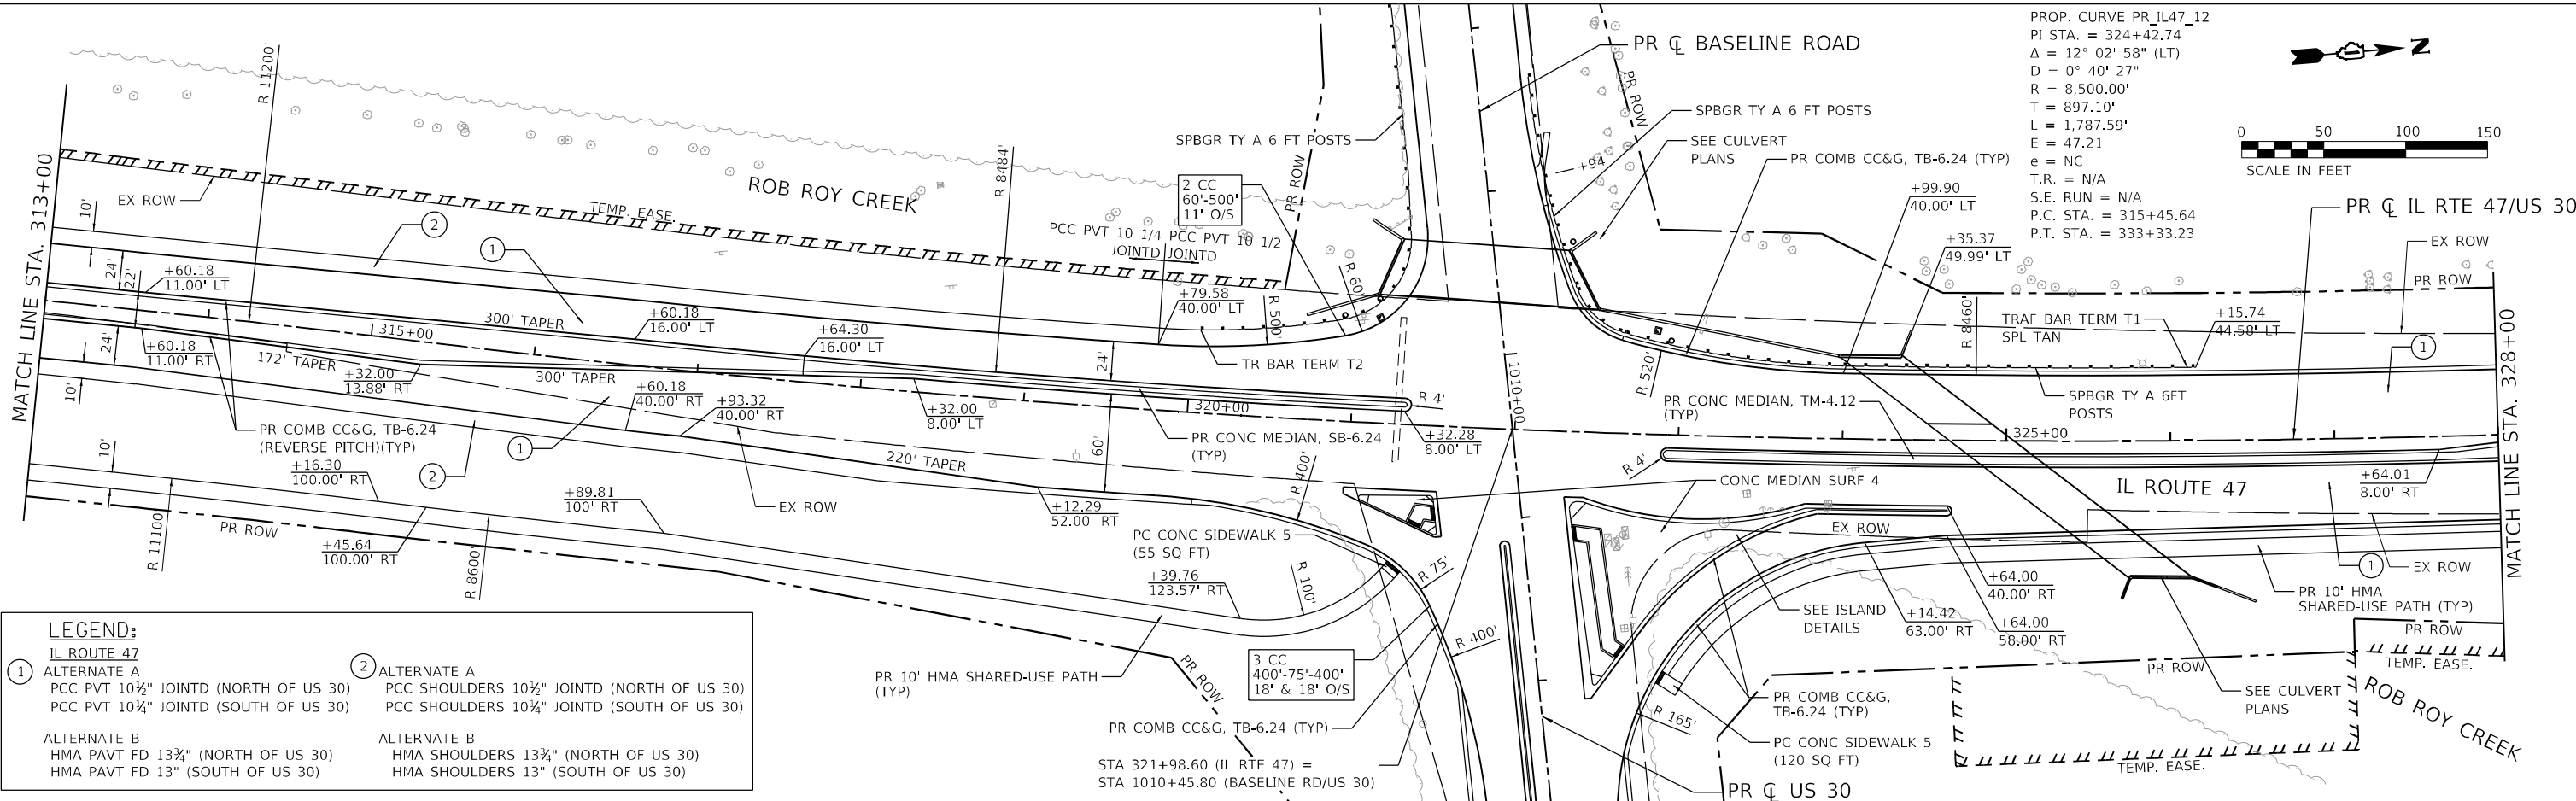 PROP. CURVE PR_IL47_12
PI STA. = 324+42.74
Δ = 12° 02' 58" (LT)
D = 0° 40' 27"
R = 8,500.00'
T = 897.10'
L = 1,787.59'
E = 47.21'
e = NC
T.R. = N/A
S.E. RUN = N/A
P.C. STA. = 315+45.64
P.T. STA. = 333+33.23
N
0 50 100 150
SCALE IN FEET
PR ℄ BASELINE ROAD
PR ROW
SPBGR TY A 6 FT POSTS
SEE CULVERT
PLANS
+94
PR COMB CC&G, TB-6.24 (TYP)
+99.90
40.00' LT
+35.37
49.99' LT
PR ℄ IL RTE 47/US 30
EX ROW
PR ROW
R 11200'
MATCH LINE STA. 313+00
EX ROW
10'
2
1
ROB ROY CREEK
TEMP. EASE.
R 8484'
SPBGR TY A 6 FT POSTS
2 CC
60'-500'
11' O/S
PR ROW
PCC PVT 10 1/4 PCC PVT 10 1/2
JOINTD JOINTD
R 60'
R 500'
+79.58
40.00' LT
24'
22'
+60.18
11.00' LT
315+00
300' TAPER
+60.18
16.00' LT
+64.30
16.00' LT
24'
TR BAR TERM T2
R 8460'
TRAF BAR TERM T1
SPL TAN
+15.74
44.58' LT
1
MATCH LINE STA. 328+00
24'
+60.18
11.00' RT
172' TAPER
+32.00
13.88' RT
300' TAPER
+60.18
40.00' RT
+93.32
40.00' RT
+32.00
8.00' LT
320+00
R 4'
1010+00
+32.28
8.00' LT
R 520'
PR CONC MEDIAN, TM-4.12
(TYP)
SPBGR TY A 6FT
POSTS
325+00
10'
PR COMB CC&G, TB-6.24
(REVERSE PITCH)(TYP)
1
2
60'
PR CONC MEDIAN, SB-6.24
(TYP)
220' TAPER
EX ROW
R 4'
CONC MEDIAN SURF 4
IL ROUTE 47
+64.01
8.00' RT
10'
+16.30
100.00' RT
+89.81
100' RT
+12.29
52.00' RT
R 400'
PR ROW
R 11100'
+45.64
100.00' RT
R 8600'
PC CONC SIDEWALK 5
(55 SQ FT)
+39.76
123.57' RT
R 100'
R 75'
EX ROW
+64.00
40.00' RT
1
EX ROW
PR 10' HMA
SHARED-USE PATH (TYP)
SEE ISLAND
DETAILS
+14.42
63.00' RT
+64.00
58.00' RT
R 400'
PR 10' HMA SHARED-USE PATH
(TYP)
PR ROW
3 CC
400'-75'-400'
18' & 18' O/S
PR ROW
PR ROW
TEMP. EASE.
SEE CULVERT
PLANS
ROB ROY CREEK
PR COMB CC&G, TB-6.24 (TYP)
R 165'
PR COMB CC&G,
TB-6.24 (TYP)
PC CONC SIDEWALK 5
(120 SQ FT)
TEMP. EASE.
STA 321+98.60 (IL RTE 47) =
STA 1010+45.80 (BASELINE RD/US 30)
PR ℄ US 30
LEGEND:
IL ROUTE 47
1 ALTERNATE A
PCC PVT 10½" JOINTD (NORTH OF US 30)
PCC PVT 10¼" JOINTD (SOUTH OF US 30)
ALTERNATE B
HMA PAVT FD 13¾" (NORTH OF US 30)
HMA PAVT FD 13" (SOUTH OF US 30)
2 ALTERNATE A
PCC SHOULDERS 10½" JOINTD (NORTH OF US 30)
PCC SHOULDERS 10¼" JOINTD (SOUTH OF US 30)
ALTERNATE B
HMA SHOULDERS 13¾" (NORTH OF US 30)
HMA SHOULDERS 13" (SOUTH OF US 30)